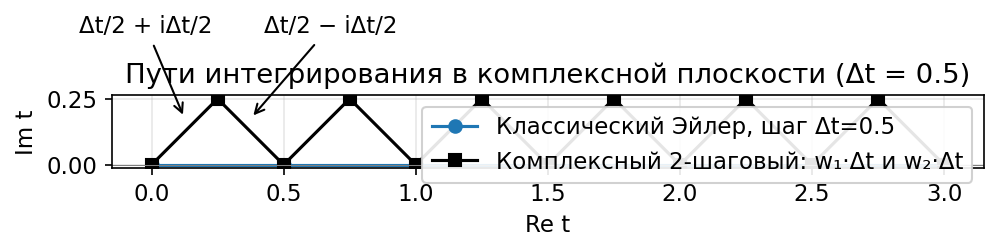 Δt/2 + iΔt/2
Δt/2 − iΔt/2
Пути интегрирования в комплексной плоскости (Δt = 0.5)
Im t
0.25
0.00
Классический Эйлер, шаг Δt=0.5
Комплексный 2-шаговый: w₁·Δt и w₂·Δt
0.0 0.5 1.0 1.5 2.0 2.5 3.0
Re t